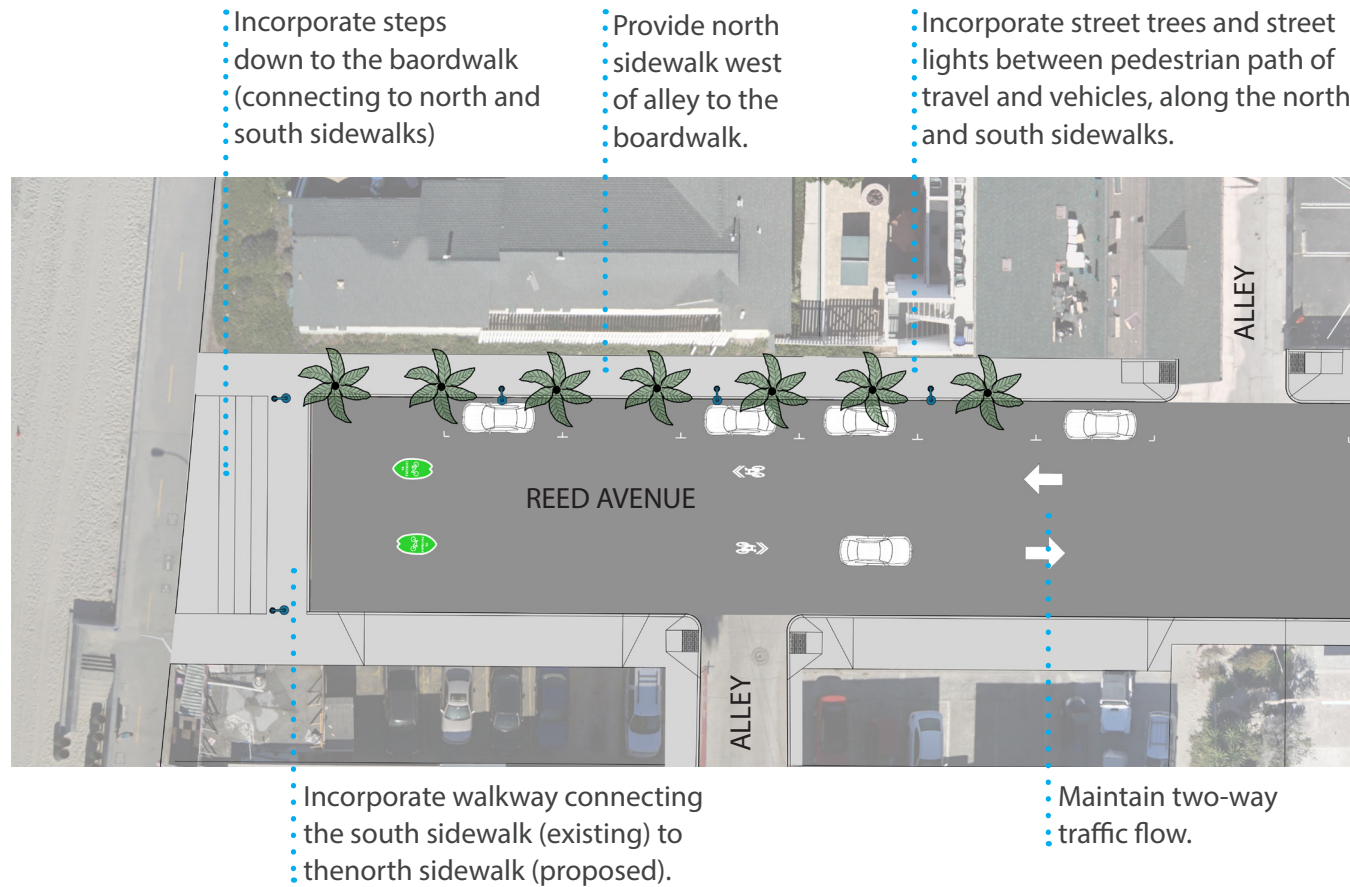 Incorporate steps
down to the baordwalk
(connecting to north and
south sidewalks)
Provide north
sidewalk west
of alley to the
boardwalk.
Incorporate street trees and street
lights between pedestrian path of
travel and vehicles, along the north
and south sidewalks.
ALLEY
REED AVENUE
ALLEY
Incorporate walkway connecting
the south sidewalk (existing) to
thenorth sidewalk (proposed).
Maintain two-way
traffic flow.